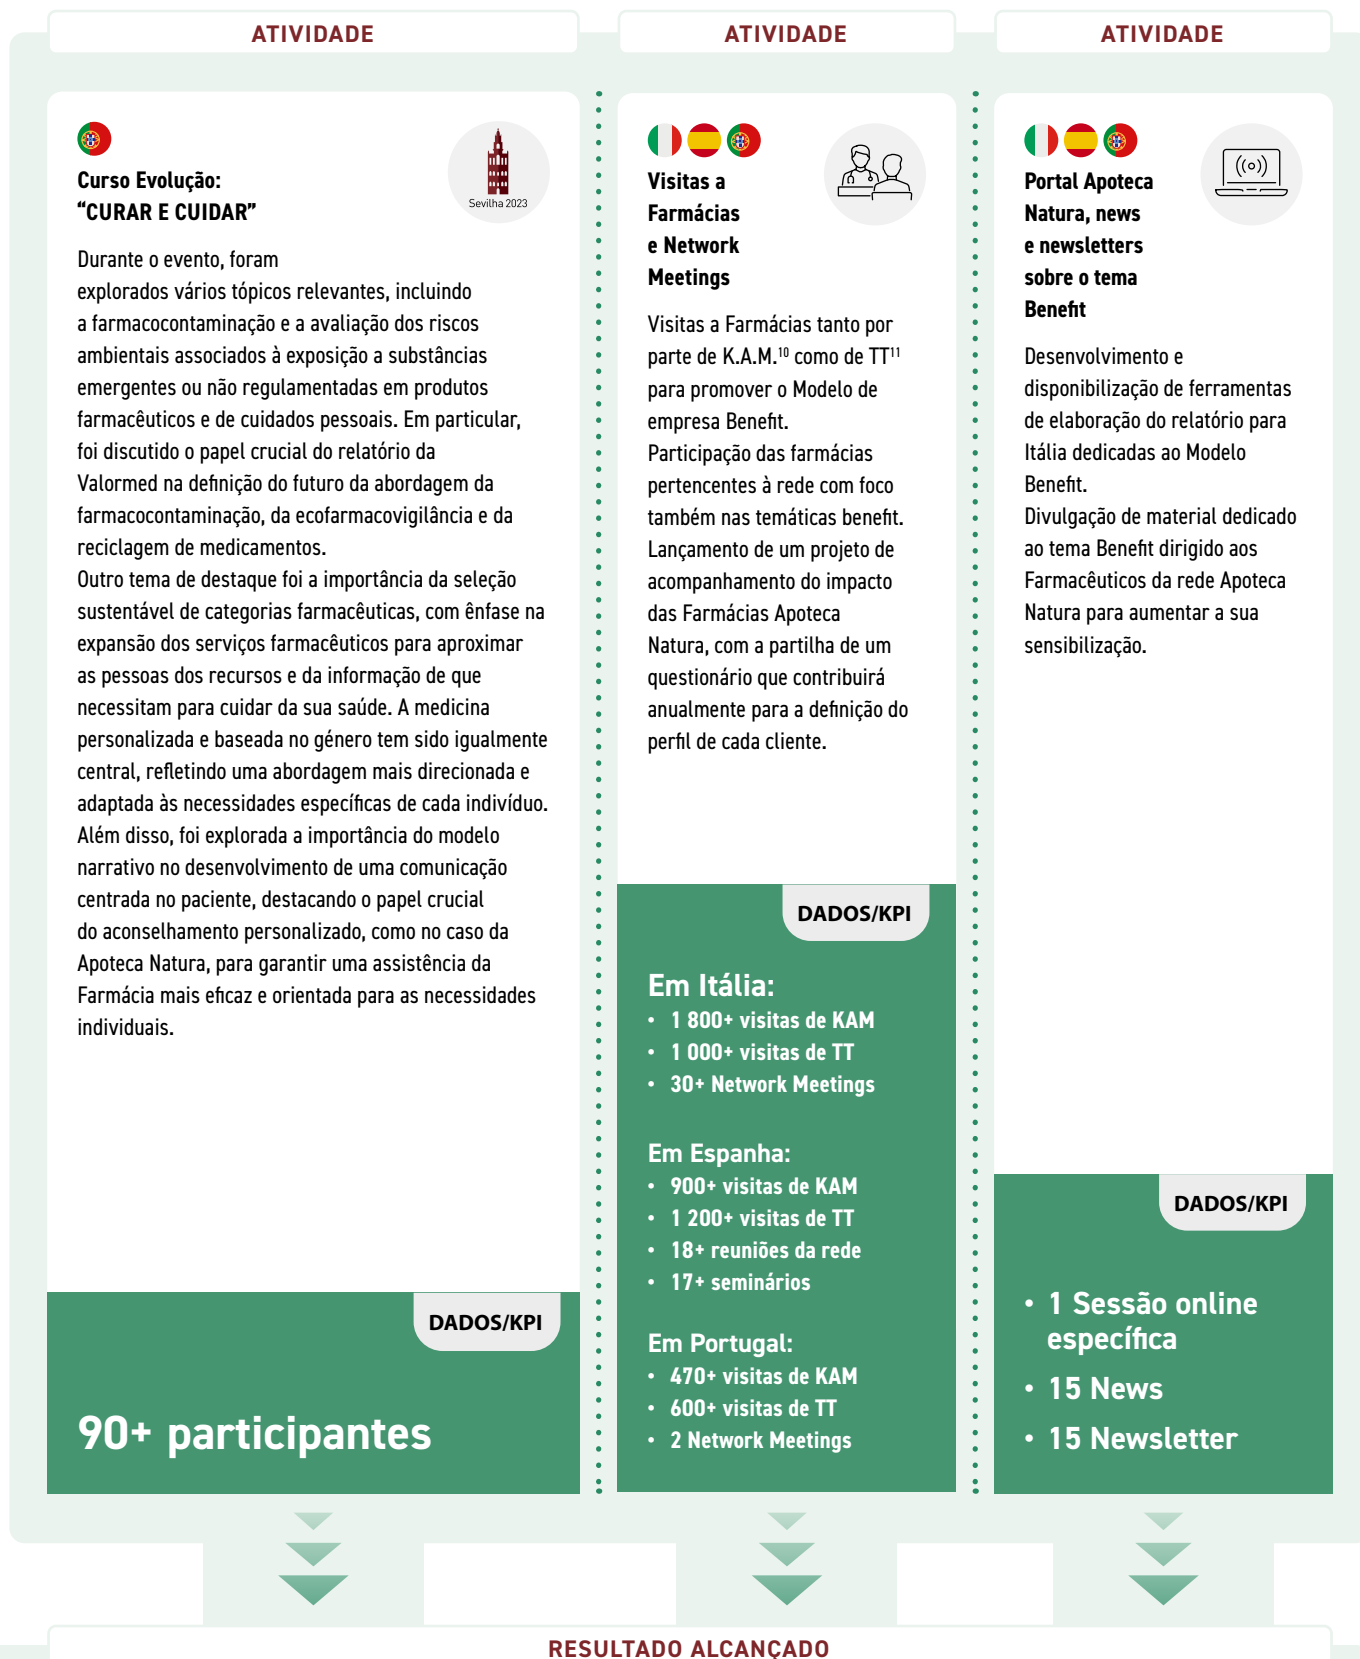 ATIVIDADE
Curso Evolução:
“CURAR E CUIDAR”
Sevilha 2023
Durante o evento, foram
explorados vários tópicos relevantes, incluindo
a farmacocontaminação e a avaliação dos riscos
ambientais associados à exposição a substâncias
emergentes ou não regulamentadas em produtos
farmacêuticos e de cuidados pessoais. Em particular,
foi discutido o papel crucial do relatório da
Valormed na definição do futuro da abordagem da
farmacocontaminação, da ecofarmacovigilância e da
reciclagem de medicamentos.
Outro tema de destaque foi a importância da seleção
sustentável de categorias farmacêuticas, com ênfase na
expansão dos serviços farmacêuticos para aproximar
as pessoas dos recursos e da informação de que
necessitam para cuidar da sua saúde. A medicina
personalizada e baseada no género tem sido igualmente
central, refletindo uma abordagem mais direcionada e
adaptada às necessidades específicas de cada indivíduo.
Além disso, foi explorada a importância do modelo
narrativo no desenvolvimento de uma comunicação
centrada no paciente, destacando o papel crucial
do aconselhamento personalizado, como no caso da
Apoteca Natura, para garantir uma assistência da
Farmácia mais eficaz e orientada para as necessidades
individuais.
DADOS/KPI
90+ participantes
ATIVIDADE
Visitas a
Farmácias
e Network
Meetings
Visitas a Farmácias tanto por
parte de K.A.M.¹⁰ como de TT¹¹
para promover o Modelo de
empresa Benefit.
Participação das farmácias
pertencentes à rede com foco
também nas temáticas benefit.
Lançamento de um projeto de
acompanhamento do impacto
das Farmácias Apoteca
Natura, com a partilha de um
questionário que contribuirá
anualmente para a definição do
perfil de cada cliente.
DADOS/KPI
Em Itália:
• 1 800+ visitas de KAM
• 1 000+ visitas de TT
• 30+ Network Meetings
Em Espanha:
• 900+ visitas de KAM
• 1 200+ visitas de TT
• 18+ reuniões da rede
• 17+ seminários
Em Portugal:
• 470+ visitas de KAM
• 600+ visitas de TT
• 2 Network Meetings
ATIVIDADE
Portal Apoteca
Natura, news
e newsletters
sobre o tema
Benefit
Desenvolvimento e
disponibilização de ferramentas
de elaboração do relatório para
Itália dedicadas ao Modelo
Benefit.
Divulgação de material dedicado
ao tema Benefit dirigido aos
Farmacêuticos da rede Apoteca
Natura para aumentar a sua
sensibilização.
DADOS/KPI
• 1 Sessão online
específica
• 15 News
• 15 Newsletter
RESULTADO ALCANÇADO